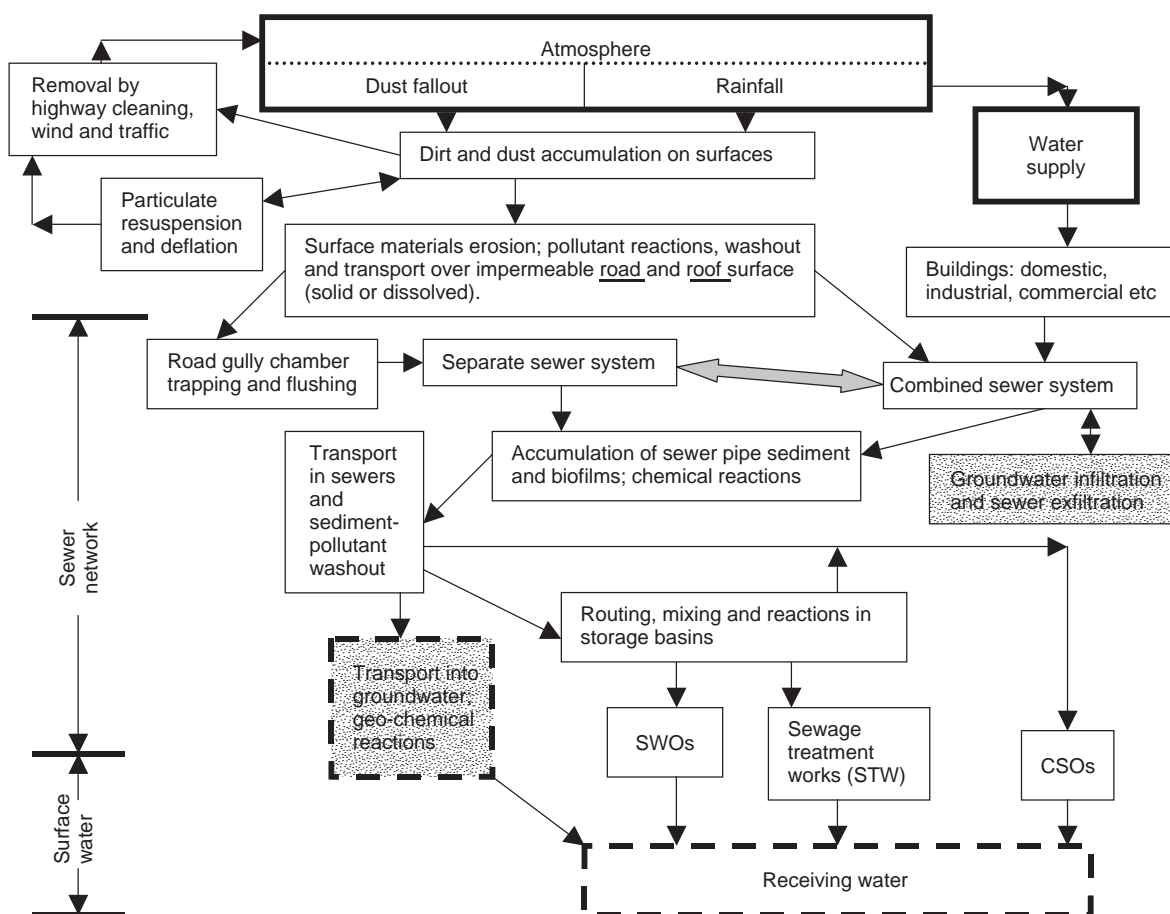 Atmosphere
Dust fallout
Rainfall
Removal by
highway cleaning,
wind and traffic
Dirt and dust accumulation on surfaces
Water
supply
Particulate
resuspension
and deflation
Surface materials erosion; pollutant reactions, washout
and transport over impermeable road and roof surface
(solid or dissolved).
Buildings: domestic,
industrial, commercial etc
Road gully chamber
trapping and flushing
Separate sewer system
Combined sewer system
Transport
in sewers
and
sediment-
pollutant
washout
Accumulation of sewer pipe sediment
and biofilms; chemical reactions
Groundwater infiltration
and sewer exfiltration
Sewer
network
Routing, mixing and reactions in
storage basins
Transport into
groundwater,
geo-chemical
reactions
SWOs
Sewage
treatment
works (STW)
CSOs
Surface
water
Receiving water